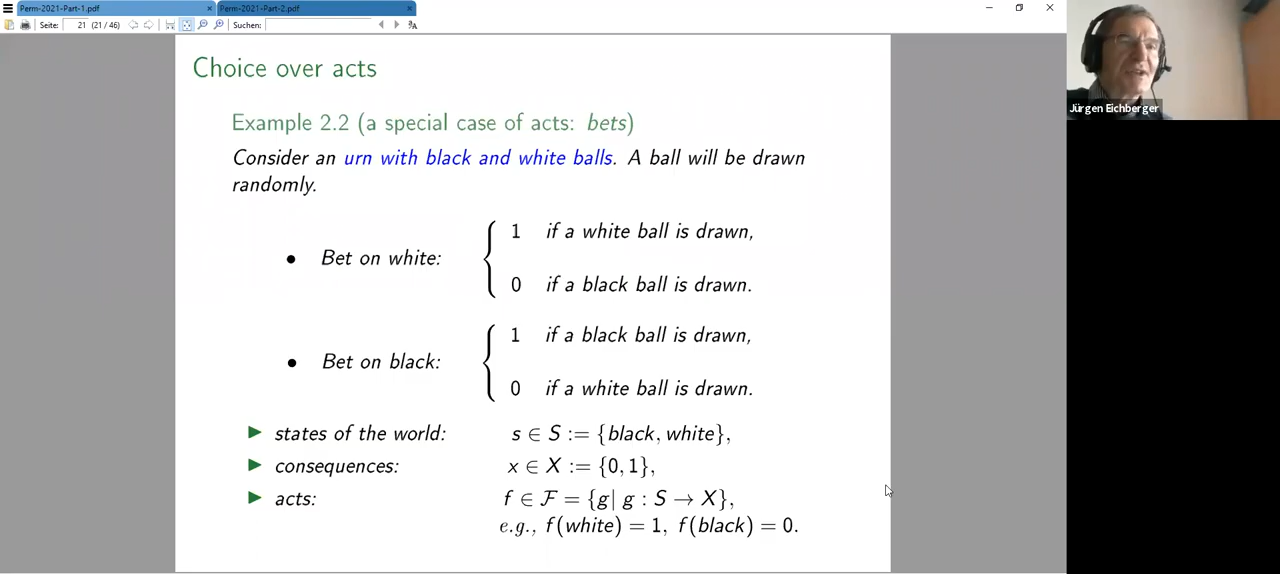 Perm-2021-Part-1.pdf × Perm-2021-Part-2.pdf ×
Seite: 21 (21 / 46) Suchen:
Jürgen Eichberger
Choice over acts
Example 2.2 (a special case of acts: bets)
Consider an urn with black and white balls. A ball will be drawn
randomly.
• Bet on white: { 1 if a white ball is drawn,
0 if a black ball is drawn.
• Bet on black: { 1 if a black ball is drawn,
0 if a white ball is drawn.
▶ states of the world: s ∈ S := {black, white},
▶ consequences: x ∈ X := {0, 1},
▶ acts: f ∈ ℱ = {g| g : S → X},
e.g., f(white) = 1, f(black) = 0.